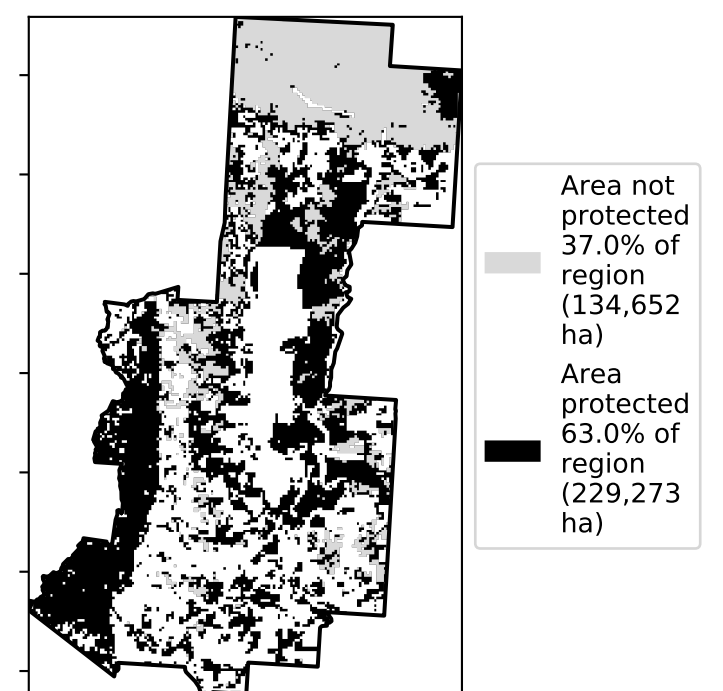 Area not
protected
37.0% of
region
(134,652
ha)
Area
protected
63.0% of
region
(229,273
ha)